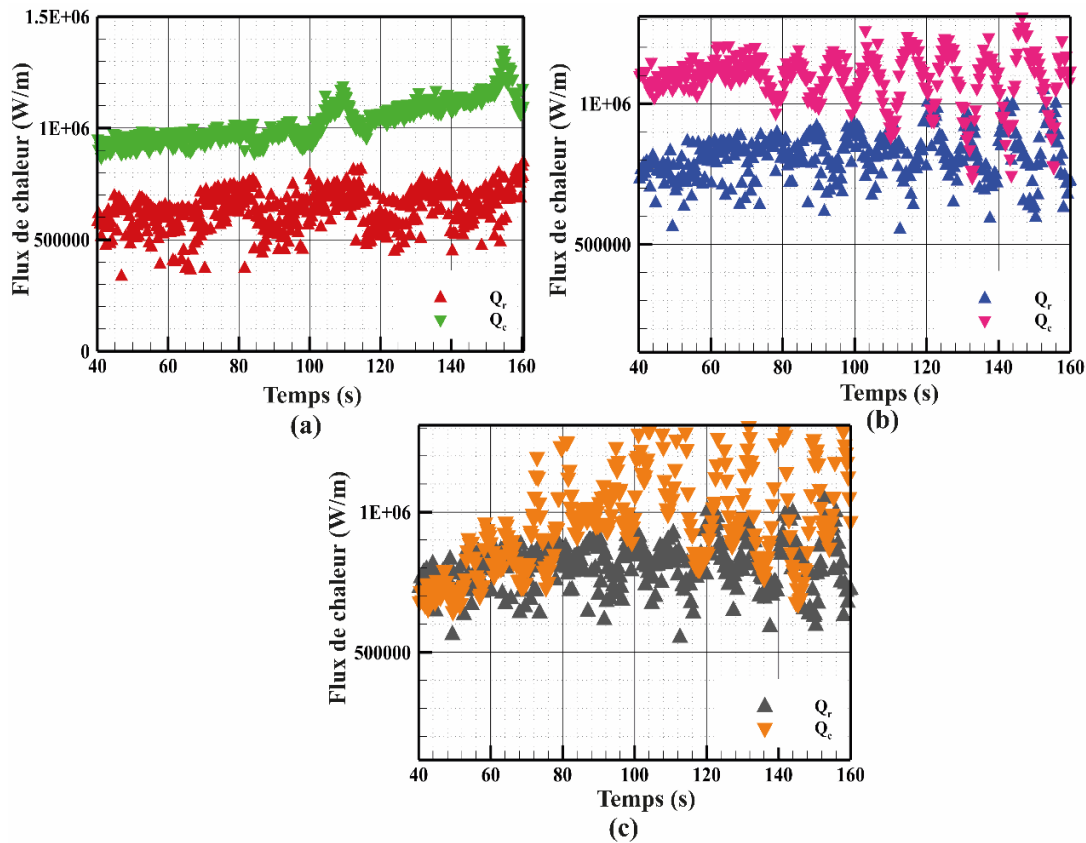 1.5E+06
1E+06
500000
0
Flux de chaleur (W/m)
Qr
Qc
40 60 80 100 120 140 160
Temps (s)
(a)
1E+06
500000
Flux de chaleur (W/m)
Qr
Qc
40 60 80 100 120 140 160
Temps (s)
(b)
1E+06
500000
Flux de chaleur (W/m)
Qr
Qc
40 60 80 100 120 140 160
Temps (s)
(c)